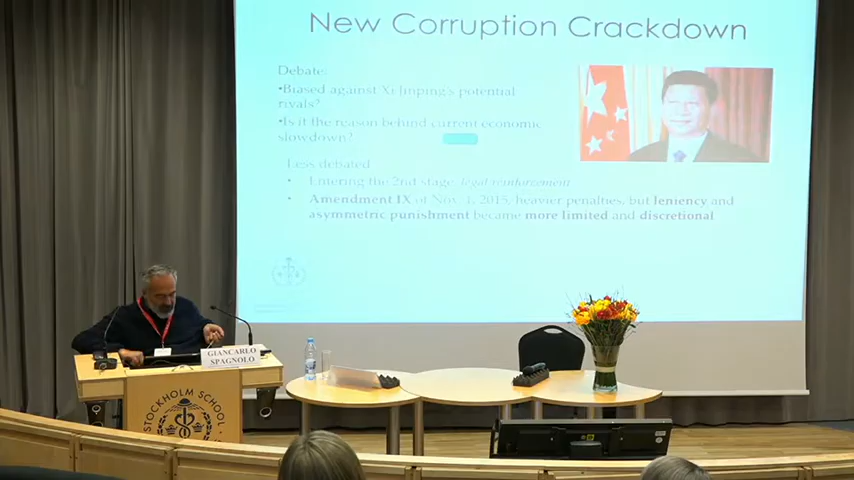 New Corruption Crackdown
Debate:
•Biased against Xi Jinping's potential
rivals?
•Is it the reason behind current economic
slowdown?
Less debated
• Entering the 2nd stage: legal reinforcement
• Amendment IX of Nov. 1, 2015, heavier penalties, but leniency and
asymmetric punishment became more limited and discretional
GIANCARLO
SPAGNOLO
STOCKHOLM SCHOOL